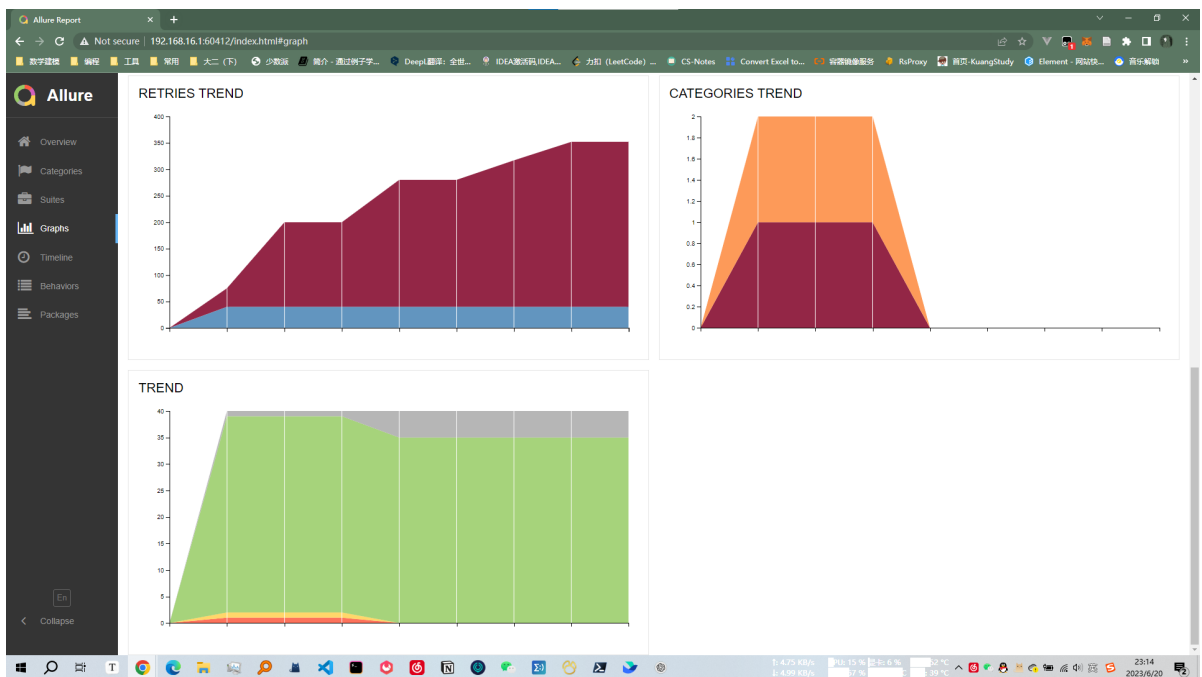 Allure Report
Not secure 192.168.16.1:60412/index.html#graph
数学建模 编程 工具 常用 大二 (下) 少数派 简介 - 通过例子学... DeepL翻译：全世... IDEA激活码,IDEA... 力扣 (LeetCode) ... CS-Notes Convert Excel to... 容器镜像服务 RsProxy 首页-KuangStudy Element - 网站快... 音乐解锁 »
Allure
Overview
Categories
Suites
Graphs
Timeline
Behaviors
Packages
En
Collapse
RETRIES TREND
400
350
300
250
200
150
100
50
0
CATEGORIES TREND
2
1.8
1.6
1.4
1.2
1
0.8
0.6
0.4
0.2
0
TREND
40
35
30
25
20
15
10
5
0
23:14
2023/6/20